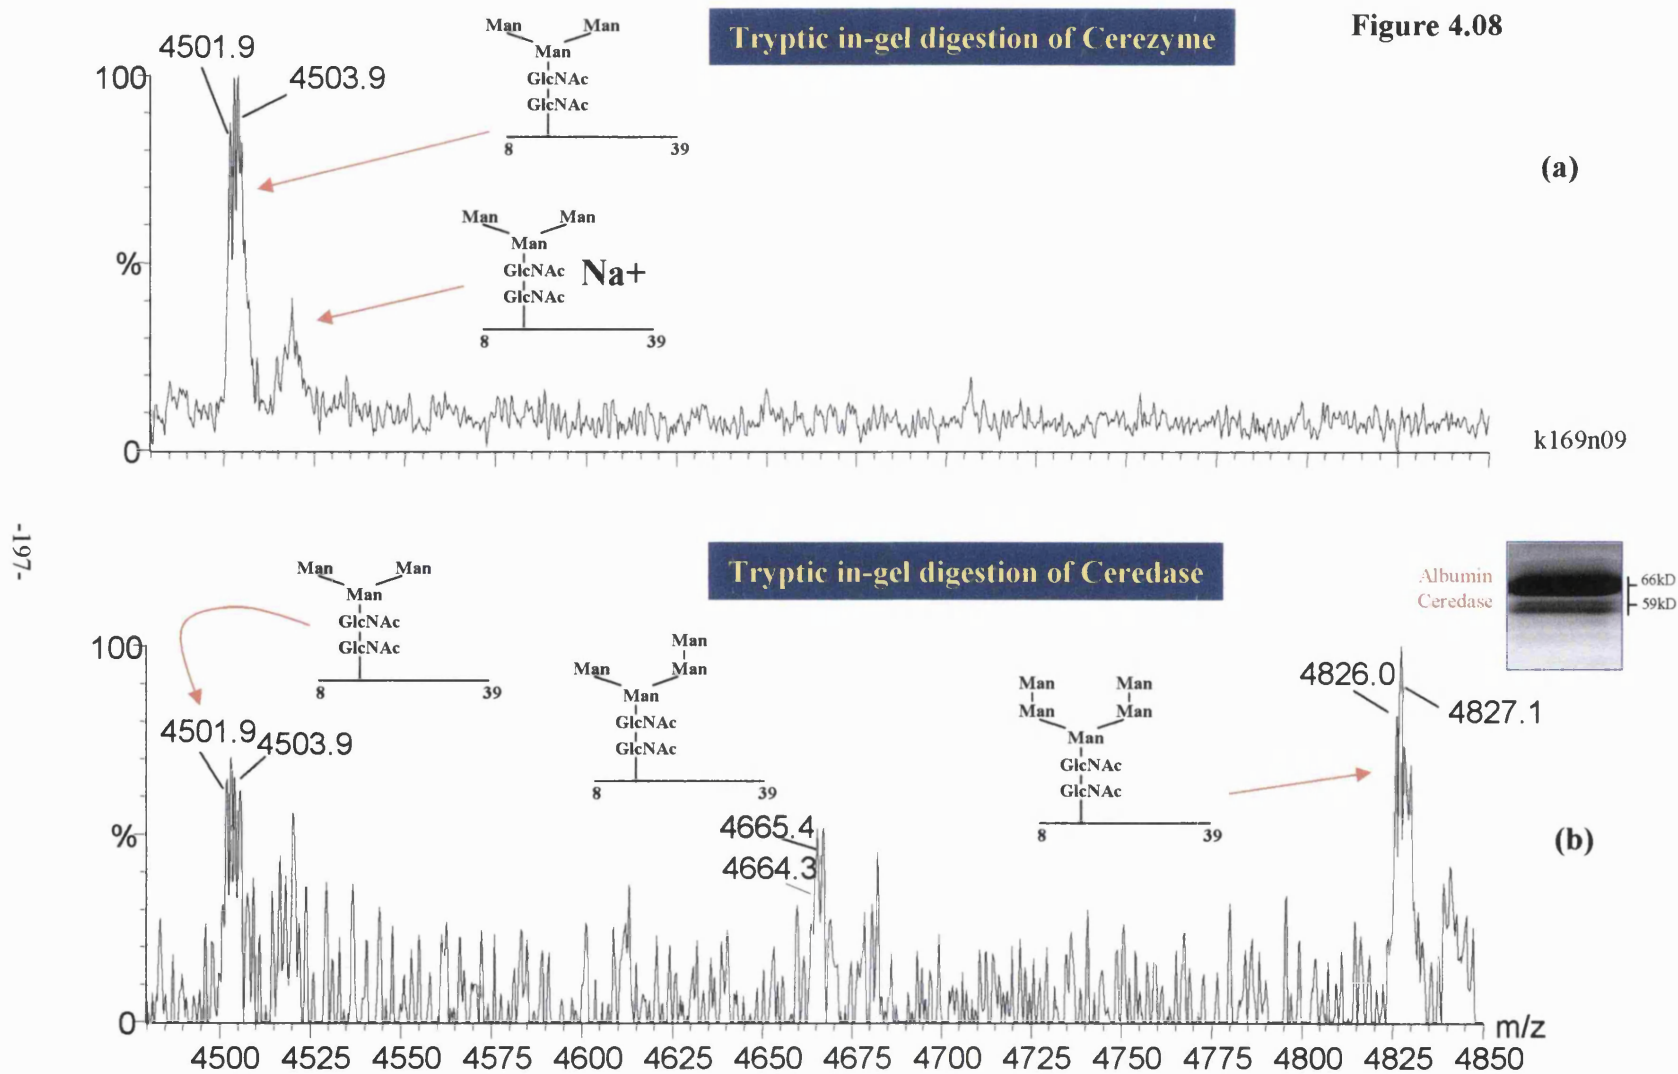 Figure 4.08
Tryptic in-gel digestion of Cerezyme
4501.9
4503.9
Man Man
Man
GlcNAc
GlcNAc
8 39
(a)
Man Man
Man
GlcNAc Na+
GlcNAc
8 39
100
%
0
k169n09
-197-
Tryptic in-gel digestion of Ceredase
Albumin 66kD
Ceredase 59kD
Man Man
Man
GlcNAc
GlcNAc
8 39
Man
Man Man
Man
GlcNAc
GlcNAc
8 39
Man Man
Man Man
Man
GlcNAc
GlcNAc
8 39
100
%
0
4501.9
4503.9
4665.4
4664.3
4826.0
4827.1
(b)
m/z
4500 4525 4550 4575 4600 4625 4650 4675 4700 4725 4750 4775 4800 4825 4850